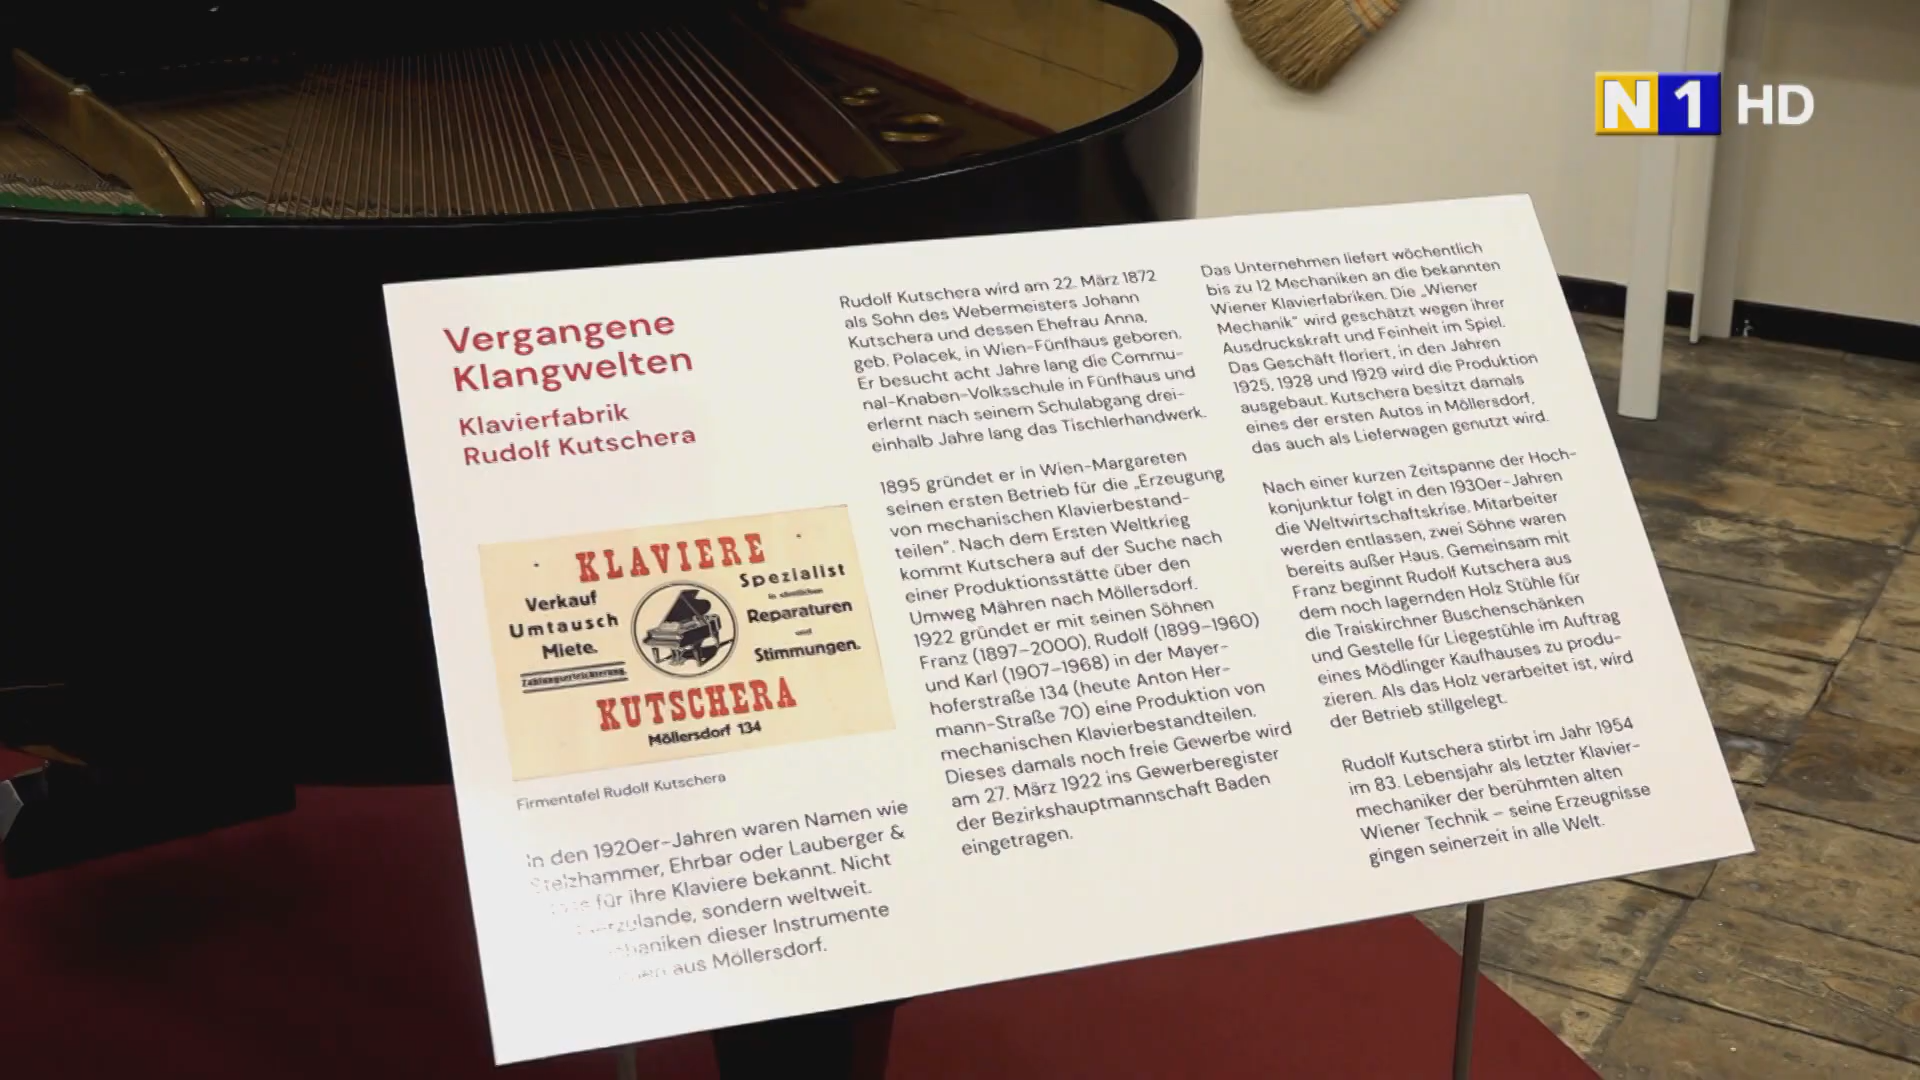 N1 HD
Vergangene
Klangwelten
Klavierfabrik
Rudolf Kutschera
KLAVIERE
Verkauf
Umtausch
Miete.
Zahlungserleichterung.
Spezialist
in sämtlichen
Reparaturen
und
Stimmungen.
KUTSCHERA
Möllersdorf 134
Firmentafel Rudolf Kutschera
In den 1920er-Jahren waren Namen wie
Stelzhammer, Ehrbar oder Lauberger &
für ihre Klaviere bekannt. Nicht
hierzulande, sondern weltweit.
dieser Instrumente
aus Möllersdorf.
Rudolf Kutschera wird am 22. März 1872
als Sohn des Webermeisters Johann
Kutschera und dessen Ehefrau Anna,
geb. Polacek, in Wien-Fünfhaus geboren.
Er besucht acht Jahre lang die Commu-
nal-Knaben-Volksschule in Fünfhaus und
erlernt nach seinem Schulabgang drei-
einhalb Jahre lang das Tischlerhandwerk.
1895 gründet er in Wien-Margareten
seinen ersten Betrieb für die „Erzeugung
von mechanischen Klavierbestand-
teilen“. Nach dem Ersten Weltkrieg
kommt Kutschera auf der Suche nach
einer Produktionsstätte über den
Umweg Mähren nach Möllersdorf.
1922 gründet er mit seinen Söhnen
Franz (1897–2000), Rudolf (1899–1960)
und Karl (1907–1968) in der Mayer-
hoferstraße 134 (heute Anton Her-
mann-Straße 70) eine Produktion von
mechanischen Klavierbestandteilen.
Dieses damals noch freie Gewerbe wird
am 27. März 1922 ins Gewerberegister
der Bezirkshauptmannschaft Baden
eingetragen.
Das Unternehmen liefert wöchentlich
bis zu 12 Mechaniken an die bekannten
Wiener Klavierfabriken. Die „Wiener
Mechanik“ wird geschätzt wegen ihrer
Ausdruckskraft und Feinheit im Spiel.
Das Geschäft floriert, in den Jahren
1925, 1928 und 1929 wird die Produktion
ausgebaut. Kutschera besitzt damals
eines der ersten Autos in Möllersdorf,
das auch als Lieferwagen genutzt wird.
Nach einer kurzen Zeitspanne der Hoch-
konjunktur folgt in den 1930er-Jahren
die Weltwirtschaftskrise. Mitarbeiter
werden entlassen, zwei Söhne waren
bereits außer Haus. Gemeinsam mit
Franz beginnt Rudolf Kutschera aus
dem noch lagernden Holz Stühle für
die Traiskirchner Buschenschänken
und Gestelle für Liegestühle im Auftrag
eines Mödlinger Kaufhauses zu produ-
zieren. Als das Holz verarbeitet ist, wird
der Betrieb stillgelegt.
Rudolf Kutschera stirbt im Jahr 1954
im 83. Lebensjahr als letzter Klavier-
mechaniker der berühmten alten
Wiener Technik – seine Erzeugnisse
gingen seinerzeit in alle Welt.